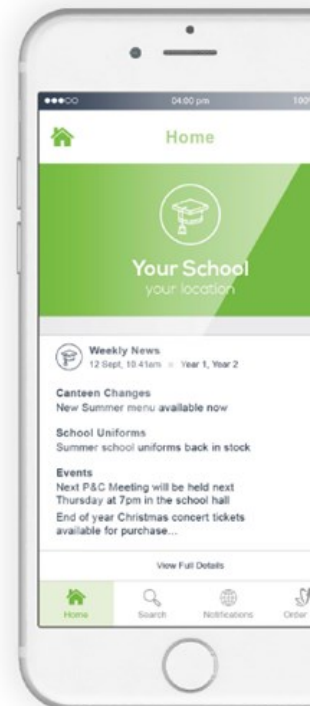 04:00 pm 100%
Home
Your School
your location
Weekly News
12 Sept, 10.41am Year 1, Year 2
Canteen Changes
New Summer menu available now
School Uniforms
Summer school uniforms back in stock
Events
Next P&C Meeting will be held next
Thursday at 7pm in the school hall
End of year Christmas concert tickets
available for purchase...
View Full Details
Home Search Notifications Order